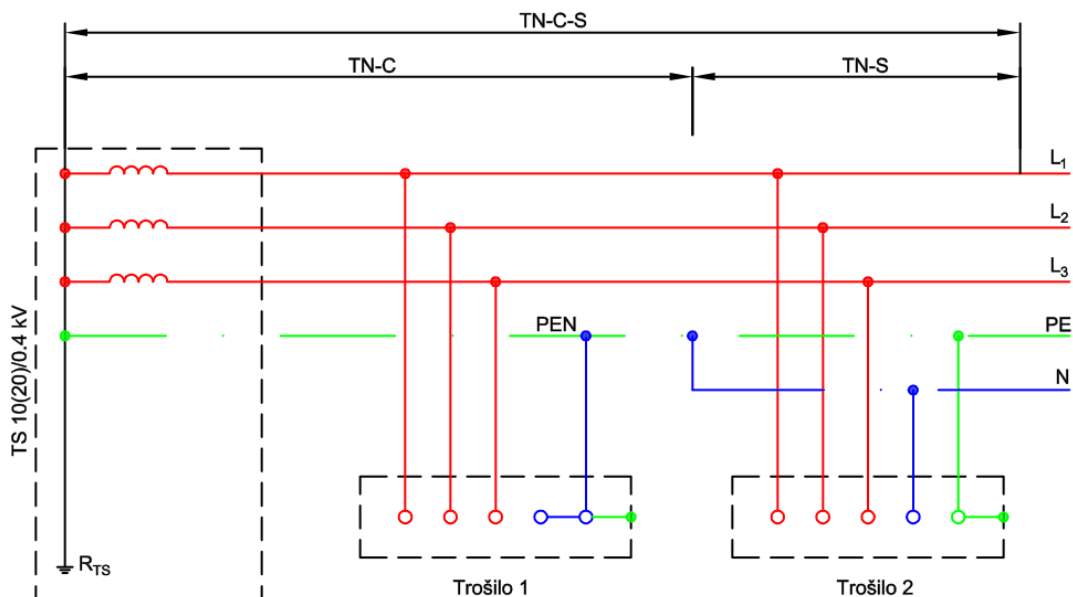 TN-C-S
TN-C
TN-S
L1
L2
L3
PEN
PE
N
TS 10(20)/0.4 kV
RTS
Trošilo 1
Trošilo 2